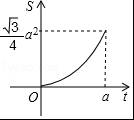 S
√3/4 a²
O a t